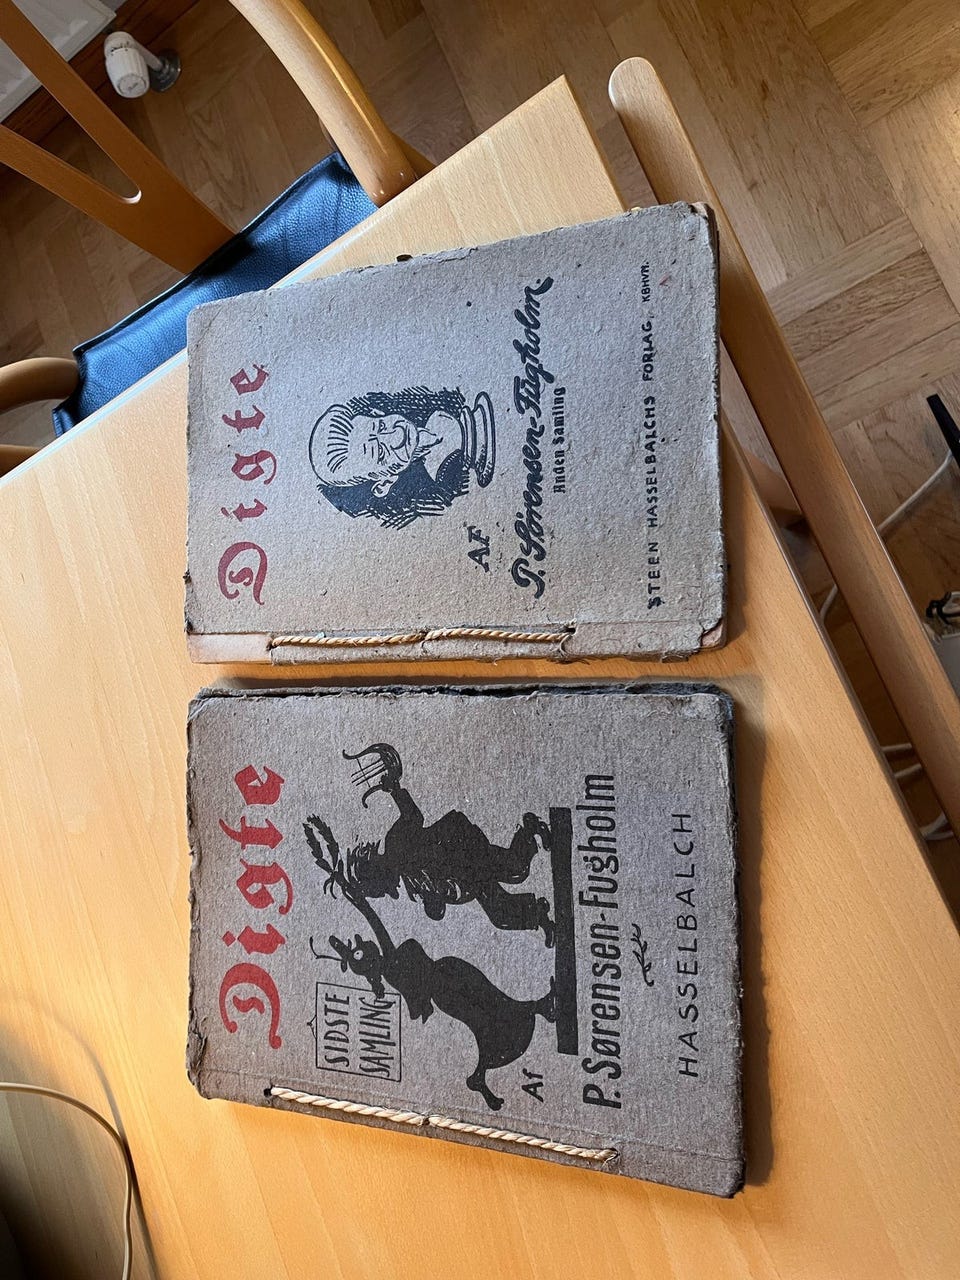 Digte
AF
P. Sørensen-Fugholm.
Anden Samling
STEEN HASSELBALCHS FORLAG, KBHVN.
Digte
SIDSTE
SAMLING
Af
P. Sørensen-Fugholm
HASSELBALCH